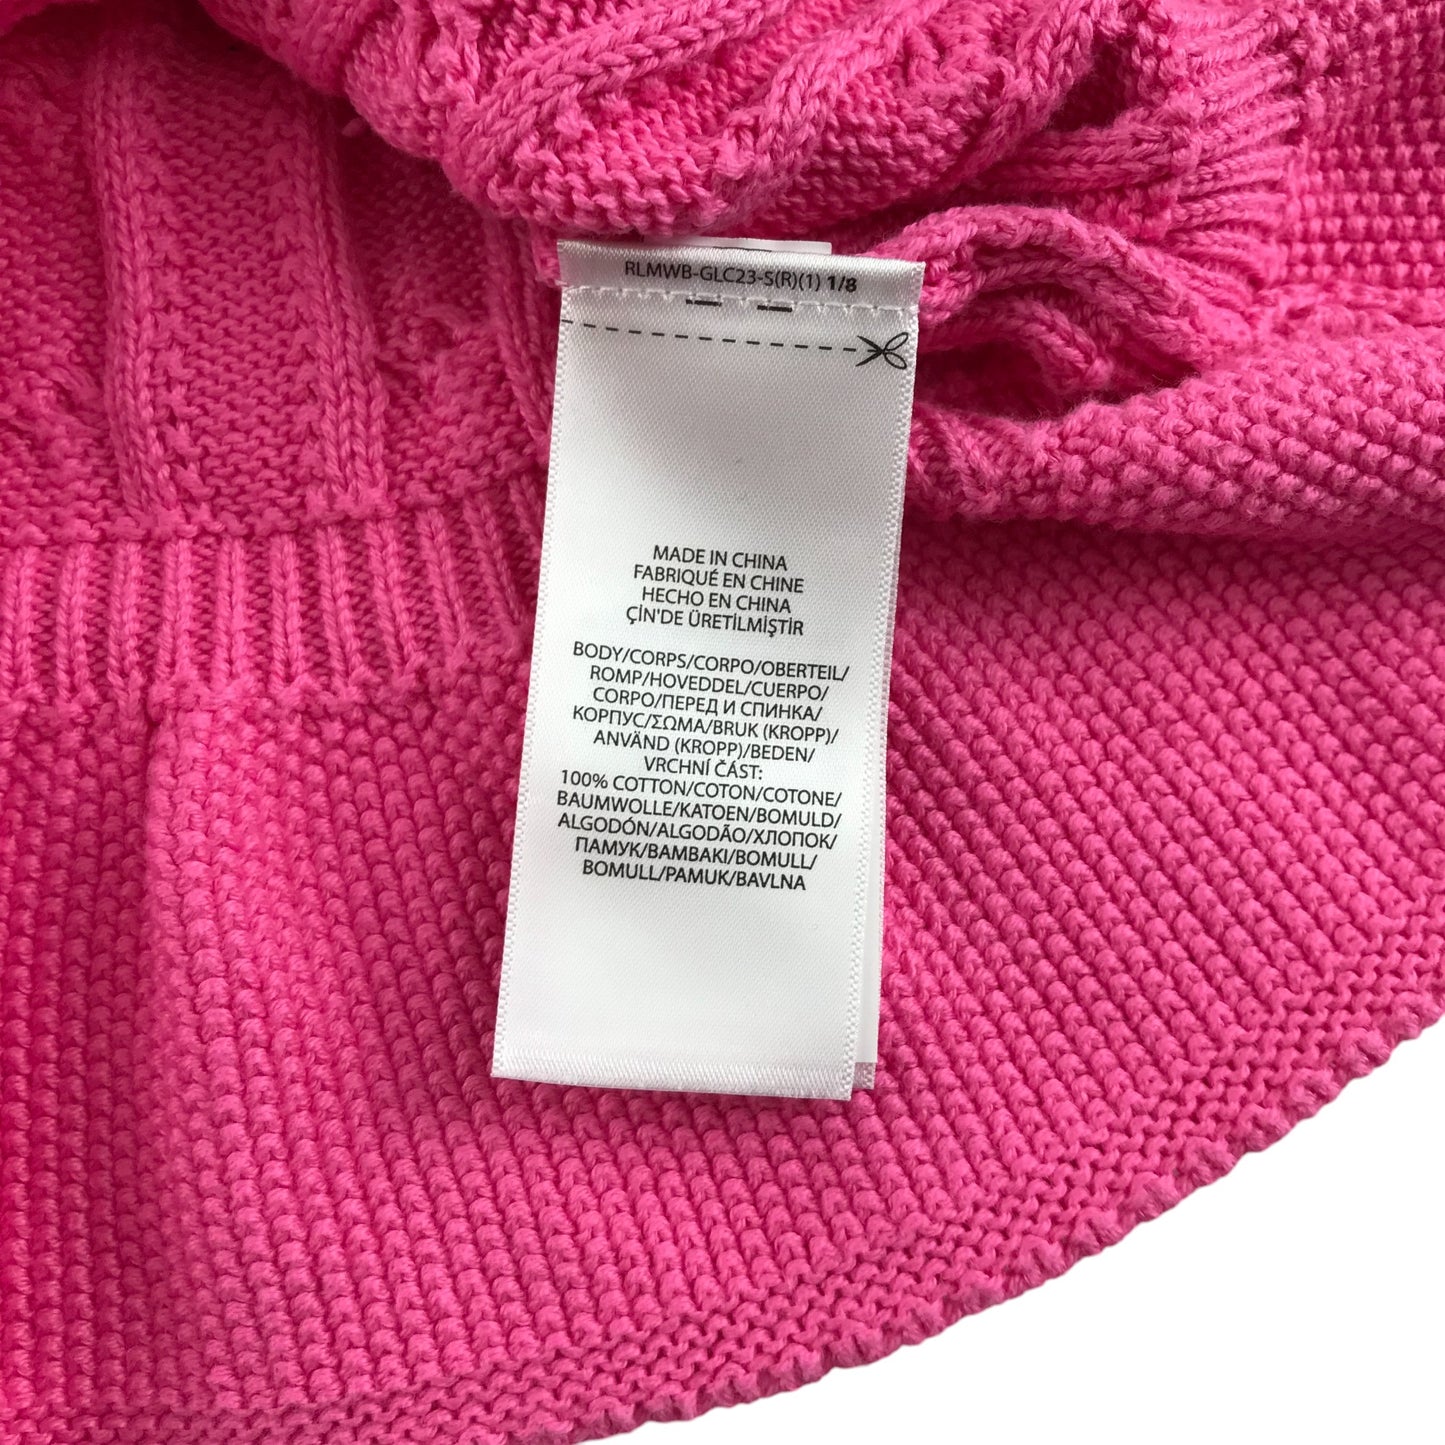 RLMWB-GLC23-S(R)(1) 1/8
MADE IN CHINA
FABRIQUÉ EN CHINE
HECHO EN CHINA
ÇİN'DE ÜRETİLMİŞTİR
BODY/CORPS/CORPO/OBERTEIL/
ROMP/HOVEDDEL/CUERPO/
CORPO/ПЕРЕД И СПИНКА/
КОРПУС/ΣΩΜΑ/BRUK (KROPP)/
ANVÄND (KROPP)/BEDEN/
VRCHNÍ ČÁST:
100% COTTON/COTON/COTONE/
BAUMWOLLE/KATOEN/BOMULD/
ALGODÓN/ALGODÃO/ХЛОПОК/
ПАМУК/ΒΑΜΒΑΚΙ/BOMULL/
BOMULL/PAMUK/BAVLNA